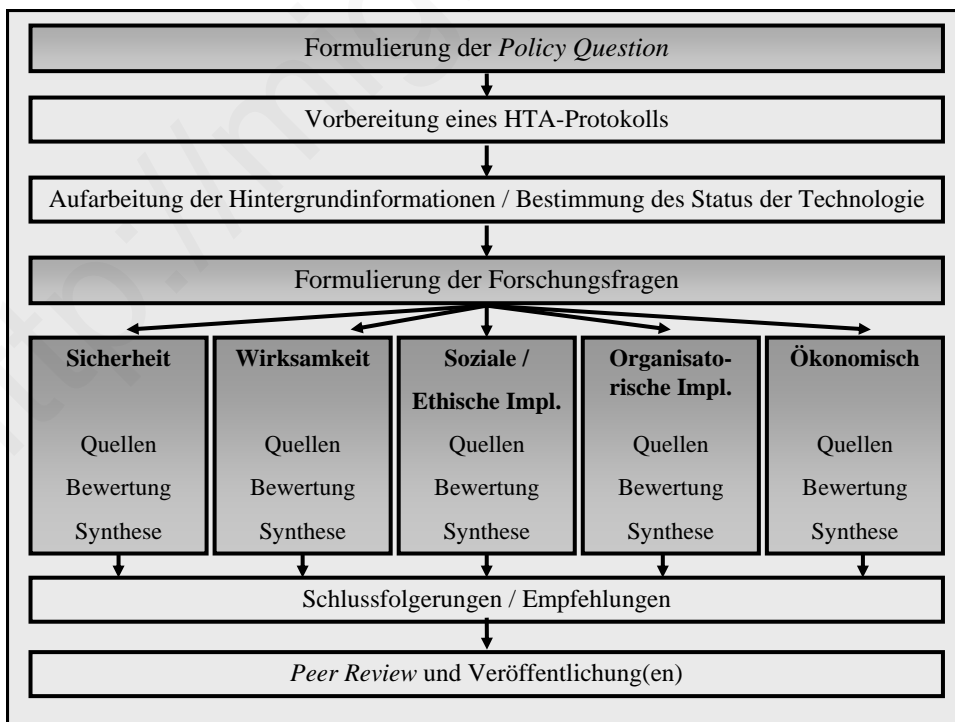 Formulierung der Policy Question
Vorbereitung eines HTA-Protokolls
Aufarbeitung der Hintergrundinformationen / Bestimmung des Status der Technologie
Formulierung der Forschungsfragen
Sicherheit
Quellen
Bewertung
Synthese
Wirksamkeit
Quellen
Bewertung
Synthese
Soziale /
Ethische Impl.
Quellen
Bewertung
Synthese
Organisato-
rische Impl.
Quellen
Bewertung
Synthese
Ökonomisch
Quellen
Bewertung
Synthese
Schlussfolgerungen / Empfehlungen
Peer Review und Veröffentlichung(en)